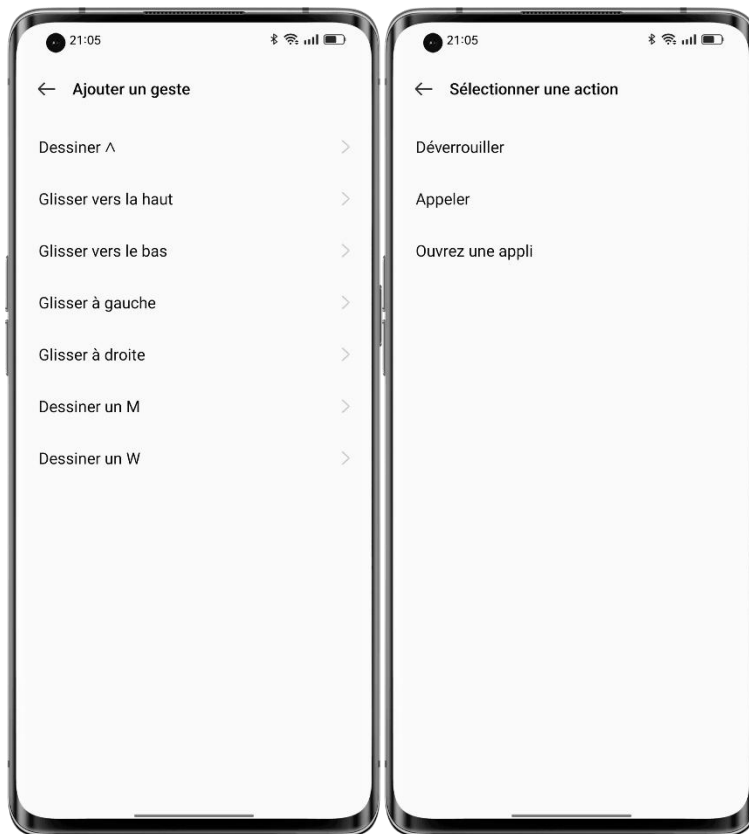 21:05
← Ajouter un geste
Dessiner ∧
Glisser vers la haut
Glisser vers le bas
Glisser à gauche
Glisser à droite
Dessiner un M
Dessiner un W
21:05
← Sélectionner une action
Déverrouiller
Appeler
Ouvrez une appli